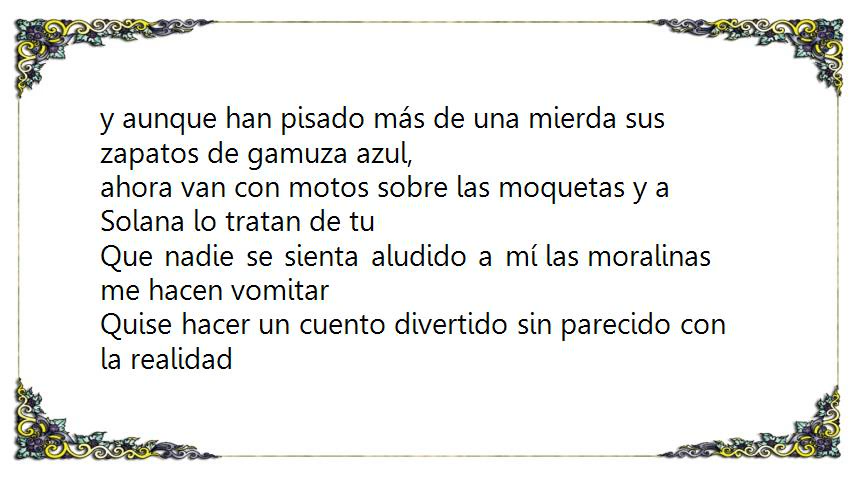 y aunque han pisado más de una mierda sus
zapatos de gamuza azul,
ahora van con motos sobre las moquetas y a
Solana lo tratan de tu
Que nadie se sienta aludido a mí las moralinas
me hacen vomitar
Quise hacer un cuento divertido sin parecido con
la realidad